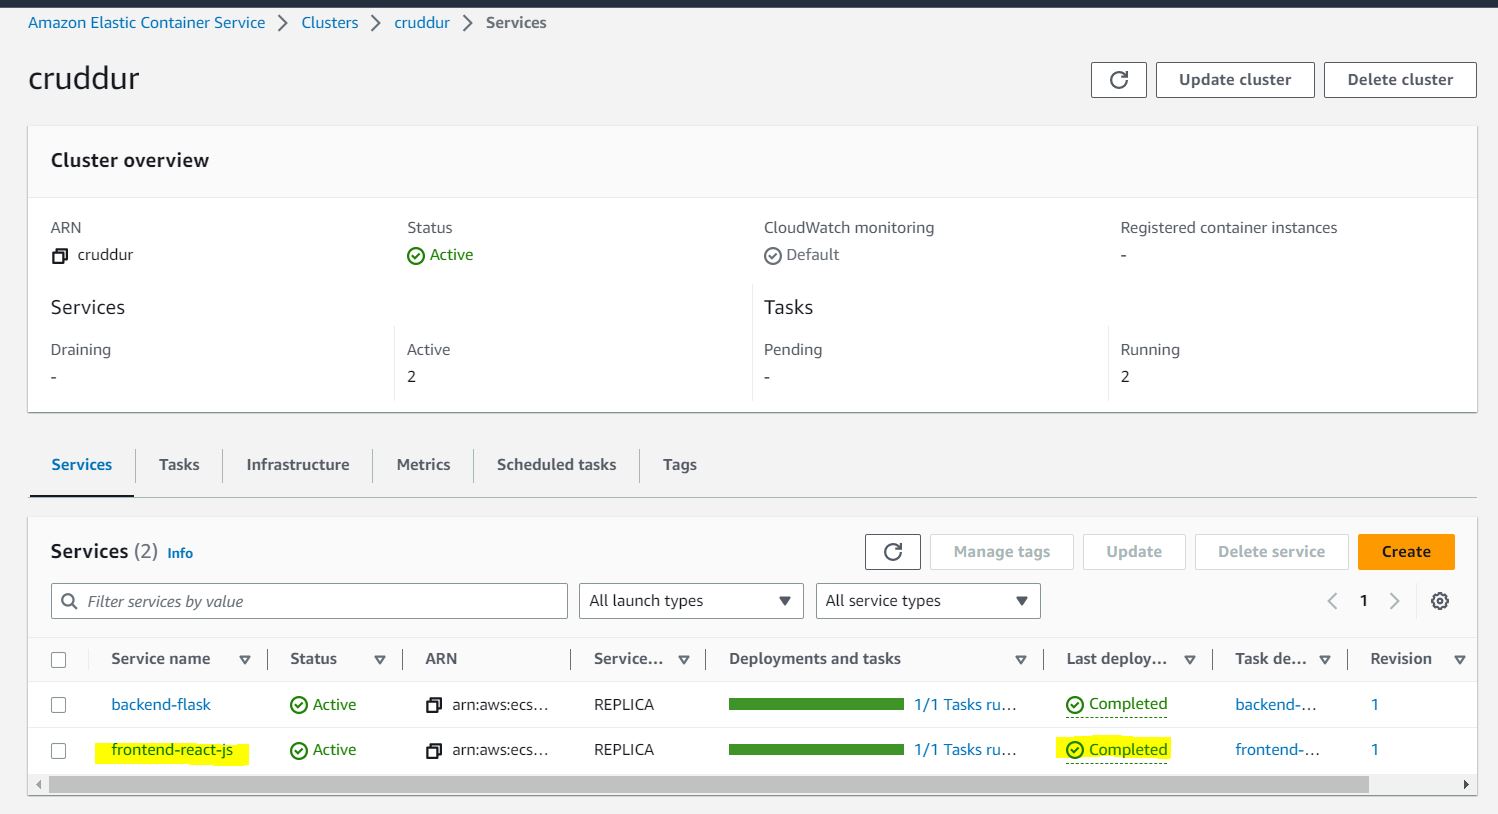 Amazon Elastic Container Service > Clusters > cruddur > Services
cruddur
Update cluster
Delete cluster
Cluster overview
ARN
cruddur
Status
Active
CloudWatch monitoring
Default
Registered container instances
-
Services
Draining
-
Active
2
Tasks
Pending
-
Running
2
Services Tasks Infrastructure Metrics Scheduled tasks Tags
Services (2) Info
Manage tags Update Delete service Create
Filter services by value All launch types All service types 1
Service name Status ARN Service... Deployments and tasks Last deploy... Task de... Revision
backend-flask Active arn:aws:ecs... REPLICA 1/1 Tasks ru... Completed backend-... 1
frontend-react-js Active arn:aws:ecs... REPLICA 1/1 Tasks ru... Completed frontend-... 1